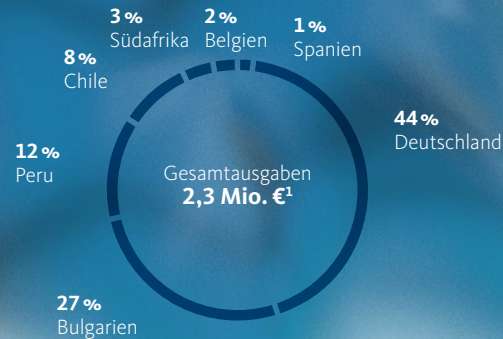 3 %
Südafrika
2 %
Belgien
1 %
Spanien
8 %
Chile
44 %
Deutschland
12 %
Peru
Gesamtausgaben
2,3 Mio. €¹
27 %
Bulgarien